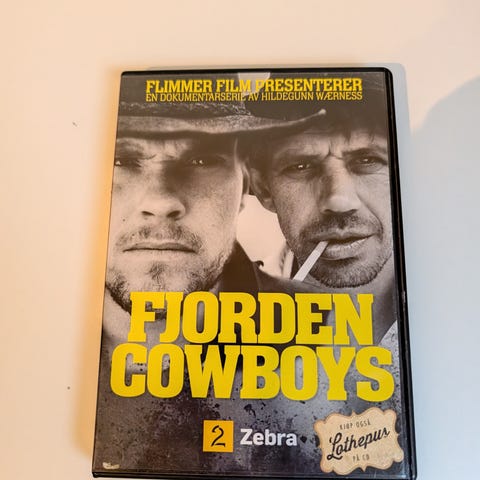 FLIMMER FILM PRESENTERER
EN DOKUMENTARSERIE AV HILDEGUNN WÆRNESS
FJORDEN
COWBOYS
2 Zebra
KJØP OGSÅ
Lothepus
PÅ CD